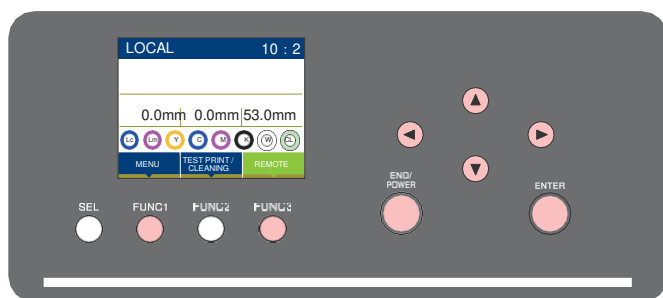 LOCAL 10 : 2
0.0mm 0.0mm 53.0mm
Lc Lm Y C M K W CL
MENU TEST PRINT / CLEANING REMOTE
END/
POWER
ENTER
SEL FUNC1 FUNC2 FUNC3